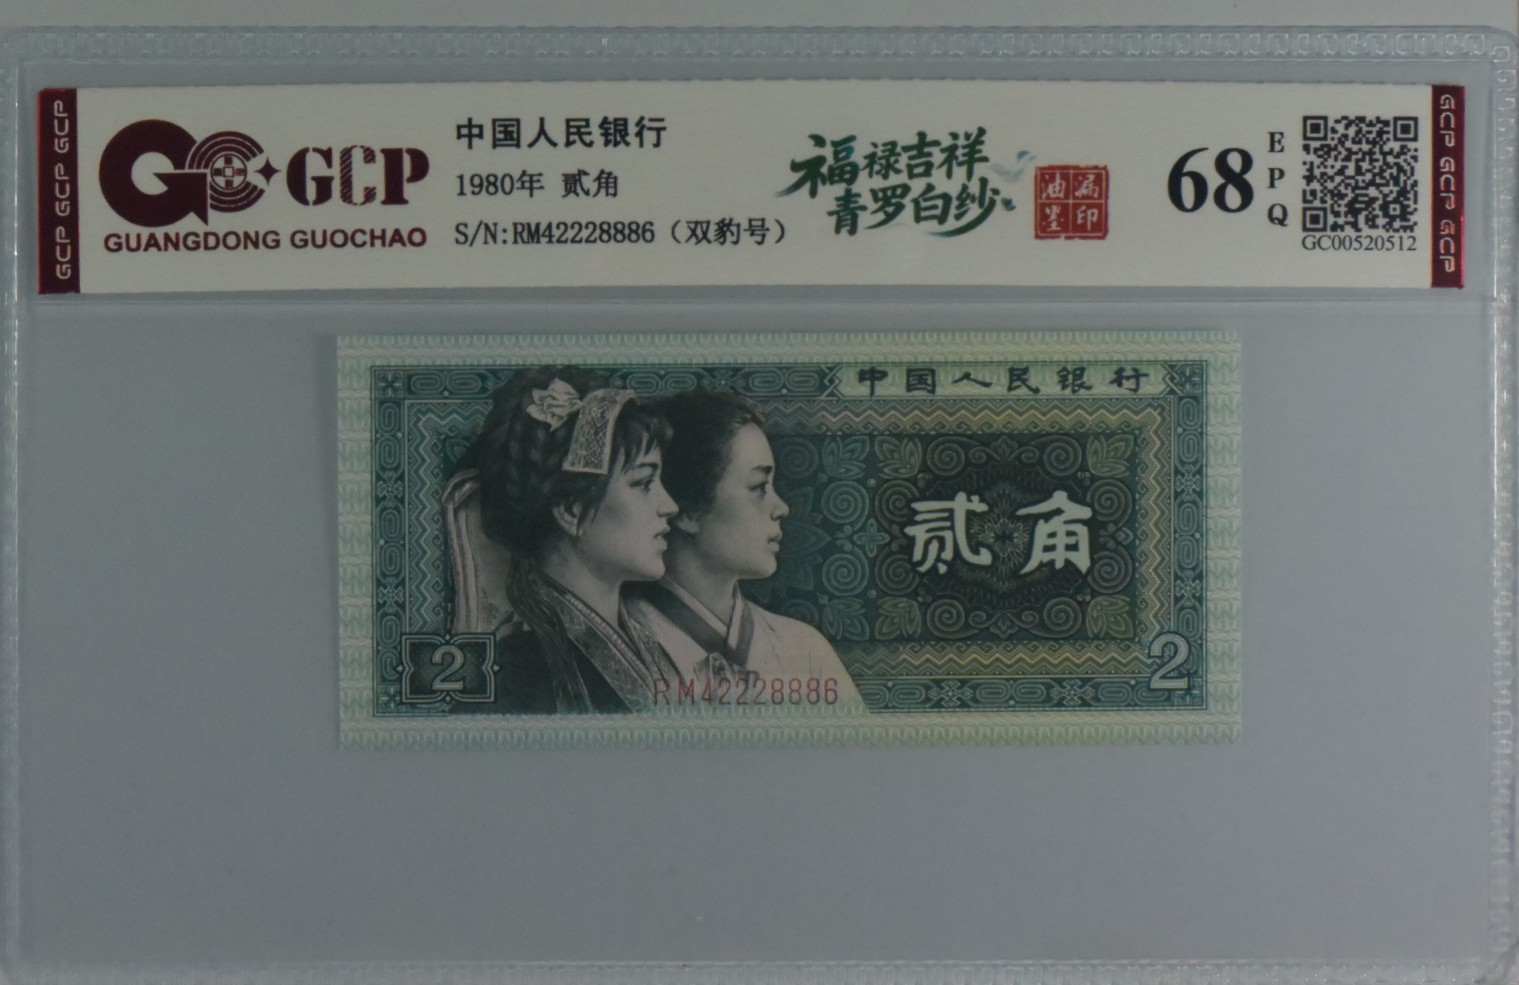 GCP GCP GCP
GCP
GUANGDONG GUOCHAO
中国人民银行
1980年 贰角
S/N:RM42228886（双豹号）
福禄吉祥
青罗白纱
油漏
墨印
68
EPQ
GC00520512
GCP GCP GCP
中国人民银行
贰角
2
RM42228886
2